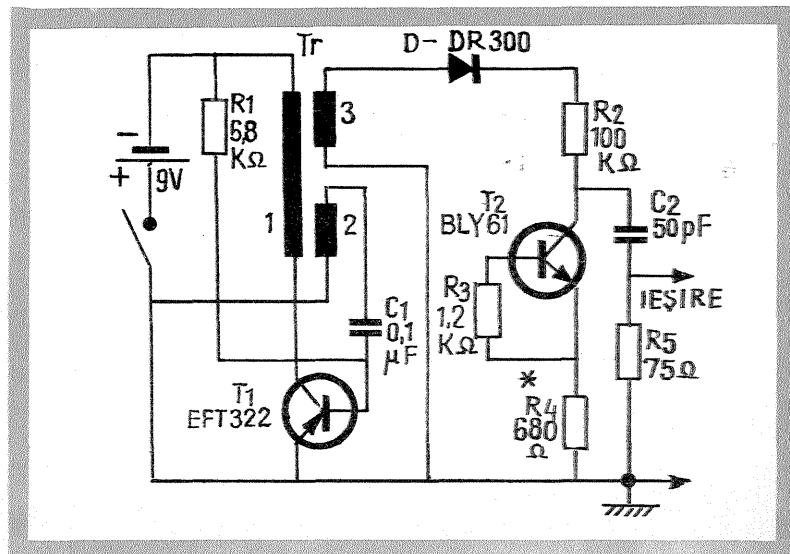 Tr
D- DR300
R1
6,8
KΩ
3
R2
100
KΩ
-
+ 9V
1
2
T2
BLY61
C2
50pF
IEȘIRE
C1
0,1
µF
R3
1,2
KΩ
R5
75Ω
T1
EFT322
*
R4
680
Ω